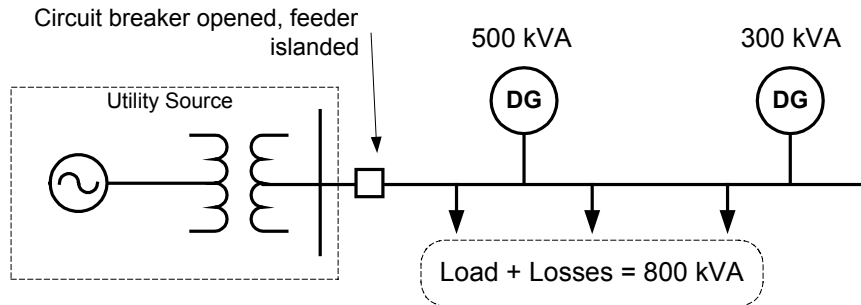 Circuit breaker opened, feeder
islanded
500 kVA
300 kVA
Utility Source
DG
DG
Load + Losses = 800 kVA